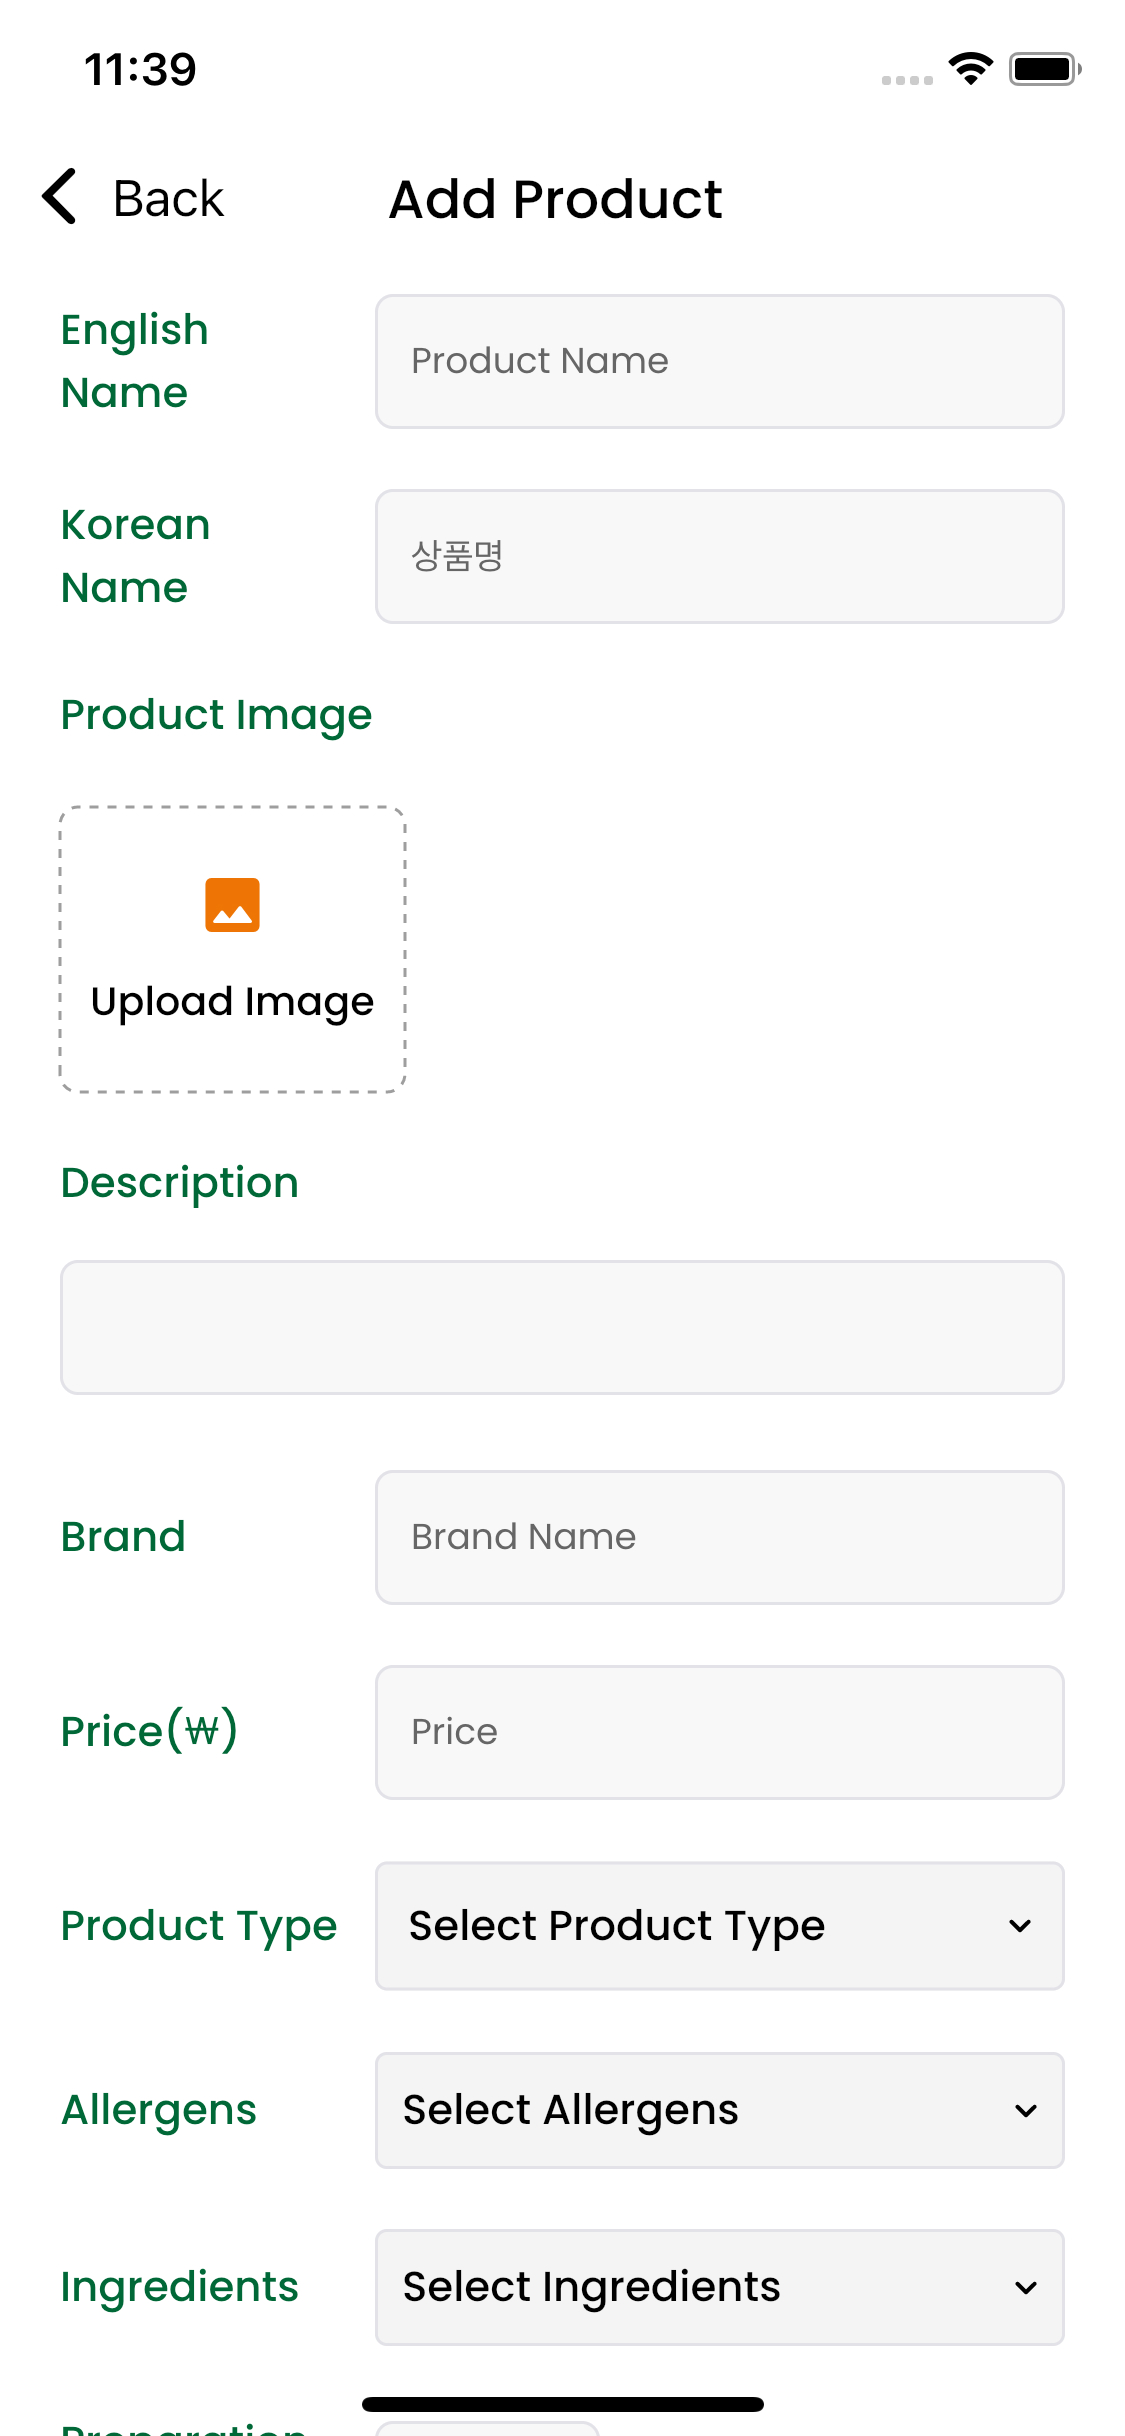 11:39
Back
Add Product
English
Name
Product Name
Korean
Name
상품명
Product Image
Upload Image
Description
Brand
Brand Name
Price(₩)
Price
Product Type
Select Product Type
Allergens
Select Allergens
Ingredients
Select Ingredients
Preparation